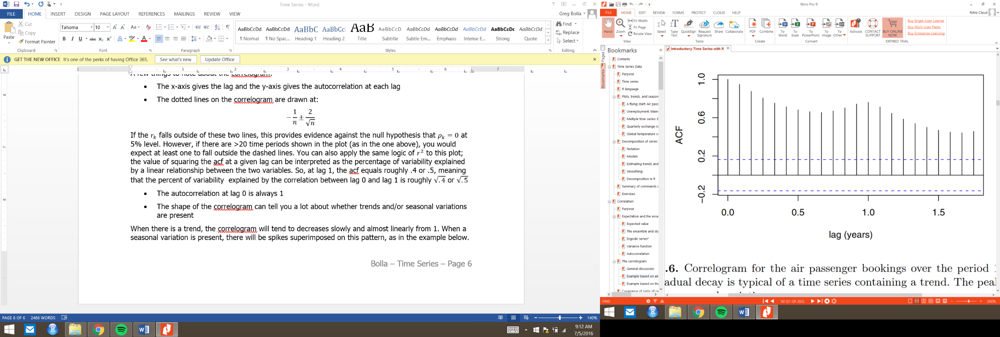 Time Series - Word
FILE HOME INSERT DESIGN PAGE LAYOUT REFERENCES MAILINGS REVIEW VIEW
Greg Bolla
Paste
Cut
Copy
Format Painter
Clipboard
Tahoma 10
Font
Paragraph
AaBbCcDd AaBbCcDd AaBbC AaBbCc AaB AaBbCcD AaBbCcDd AaBbCcDd AaBbCcDd AaBbCcDc AaBbCcDd
¶ Normal ¶ No Spac... Heading 1 Heading 2 Title Subtitle Subtle Em... Emphasis Intense E... Strong Quote
Styles
Find
Replace
Select
Editing
GET THE NEW OFFICE It's one of the perks of having Office 365. See what's new Update Office
1 1 2 3 4 5 6 7
A few things to note about the correlogram:
• The x-axis gives the lag and the y-axis gives the autocorrelation at each lag
• The dotted lines on the correlogram are drawn at:
−1/n ± 2/√n
If the rₖ falls outside of these two lines, this provides evidence against the null hypothesis that ρₖ = 0 at
5% level. However, if there are >20 time periods shown in the plot (as in the one above), you would
expect at least one to fall outside the dashed lines. You can also apply the same logic of r² to this plot;
the value of squaring the acf at a given lag can be interpreted as the percentage of variability explained
by a linear relationship between the two variables. So, at lag 1, the acf equals roughly .4 or .5, meaning
that the percent of variability explained by the correlation between lag 0 and lag 1 is roughly √.4 or √.5
• The autocorrelation at lag 0 is always 1
• The shape of the correlogram can tell you a lot about whether trends and/or seasonal variations
are present
When there is a trend, the correlogram will tend to decreases slowly and almost linearly from 1. When a
seasonal variation is present, there will be spikes superimposed on this pattern, as in the example below.
Bolla – Time Series – Page 6
6
7
8
PAGE 6 OF 6 2466 WORDS
140%
9:12 AM
7/5/2016
Nitro Pro 9
FILE HOME EDIT REVIEW FORMS PROTECT CLOUD HELP
Nitro Cloud
Hand
Zoom
Fit Width
Fit Page
Rotate View
View
Select
Type Text
QuickSign
Request Signature
Share
Collaborate
Tools
PDF
Combine
Create
To Word
To Excel
To PowerPoint
To Image
To Other
Convert
Activate
CONTACT SUPPORT
BUY ONLINE NOW
Buy Single-User License
Buy Multi-User Packs
Buy Enterprise Licensing
EXPIRED TRIAL
Pages
Bookmarks
Bookmarks
Introductory Time Series with R
Contents
Time Series Data
Purpose
Time series
R language
Plots, trends, and season
A flying start: Air pass
Unemployment: Main
Multiple time series: E
Quarterly exchange ra
Global temperature s
Decomposition of series
Notation
Models
Estimating trends and
Smoothing
Decomposition in R
Summary of commands
Exercises
Correlation
Purpose
Expectation and the ense
Expected value
The ensemble and sta
Ergodic series*
Variance function
Autocorrelation
The correlogram
General discussion
Example based on air
Example based on the
Covariance of sums of ra
ACF
1.0
0.6
0.2
−0.2
0.0 0.5 1.0 1.5
lag (years)
.6. Correlogram for the air passenger bookings over the period
adual decay is typical of a time series containing a trend. The pea
FIND
50 (51 OF 262)
300%